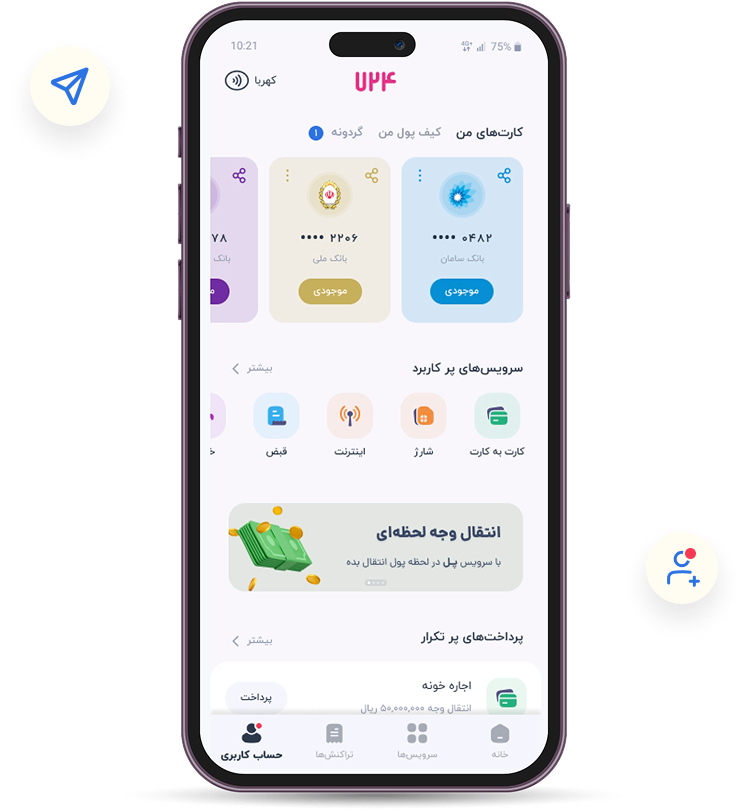 10:21
4G+ 75%
کهربا
۷۲۴
کارت‌های من
کیف پول من
گردونه ۱
۰۴۸۲ ••••
بانک سامان
موجودی
۲۲۰۶ ••••
بانک ملی
موجودی
۷۸
بانک
سرویس‌های پر کاربرد
بیشتر
کارت به کارت
شارژ
اینترنت
قبض
انتقال وجه لحظه‌ای
با سرویس پل در لحظه پول انتقال بده
پرداخت‌های پر تکرار
بیشتر
اجاره خونه
انتقال وجه ۵۰,۰۰۰,۰۰۰ ریال
پرداخت
خانه
سرویس‌ها
تراکنش‌ها
حساب کاربری